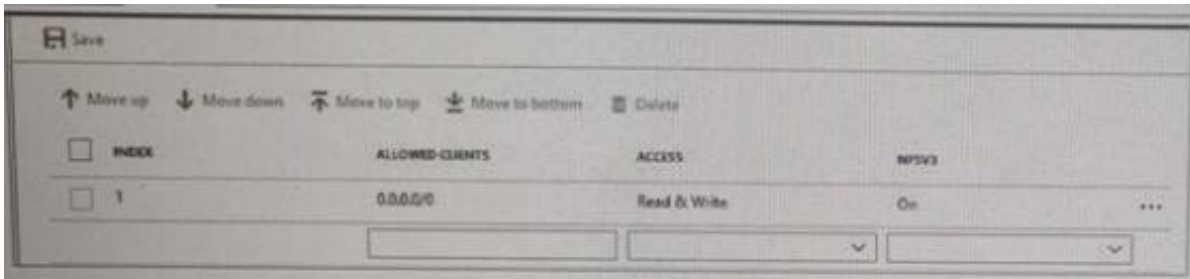 Save
Move up Move down Move to top Move to bottom Delete
INDEX ALLOWED CLIENTS ACCESS NFSV3
1 0.0.0.0/0 Read & Write On ...